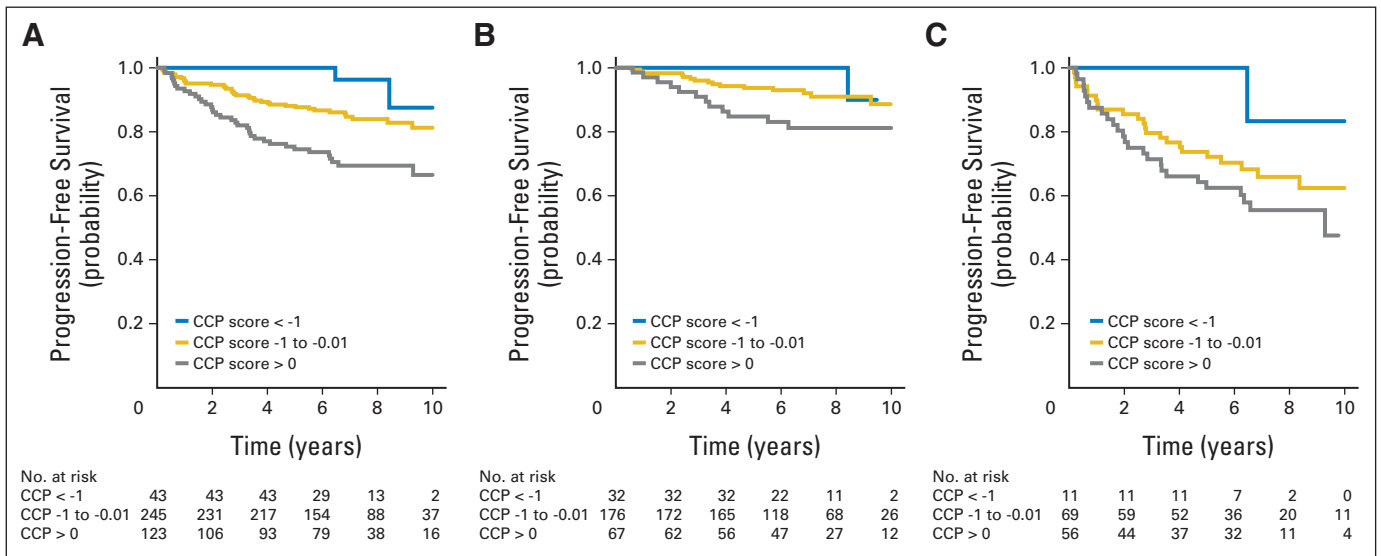 A
Progression-Free Survival
(probability)
1.0
0.8
0.6
0.4
0.2
CCP score < -1
CCP score -1 to -0.01
CCP score > 0
0 2 4 6 8 10
Time (years)
No. at risk
CCP < -1 43 43 43 29 13 2
CCP -1 to -0.01 245 231 217 154 88 37
CCP > 0 123 106 93 79 38 16
B
Progression-Free Survival
(probability)
1.0
0.8
0.6
0.4
0.2
CCP score < -1
CCP score -1 to -0.01
CCP score > 0
0 2 4 6 8 10
Time (years)
No. at risk
CCP < -1 32 32 32 22 11 2
CCP -1 to -0.01 176 172 165 118 68 26
CCP > 0 67 62 56 47 27 12
C
Progression-Free Survival
(probability)
1.0
0.8
0.6
0.4
0.2
CCP score < -1
CCP score -1 to -0.01
CCP score > 0
0 2 4 6 8 10
Time (years)
No. at risk
CCP < -1 11 11 11 7 2 0
CCP -1 to -0.01 69 59 52 36 20 11
CCP > 0 56 44 37 32 11 4